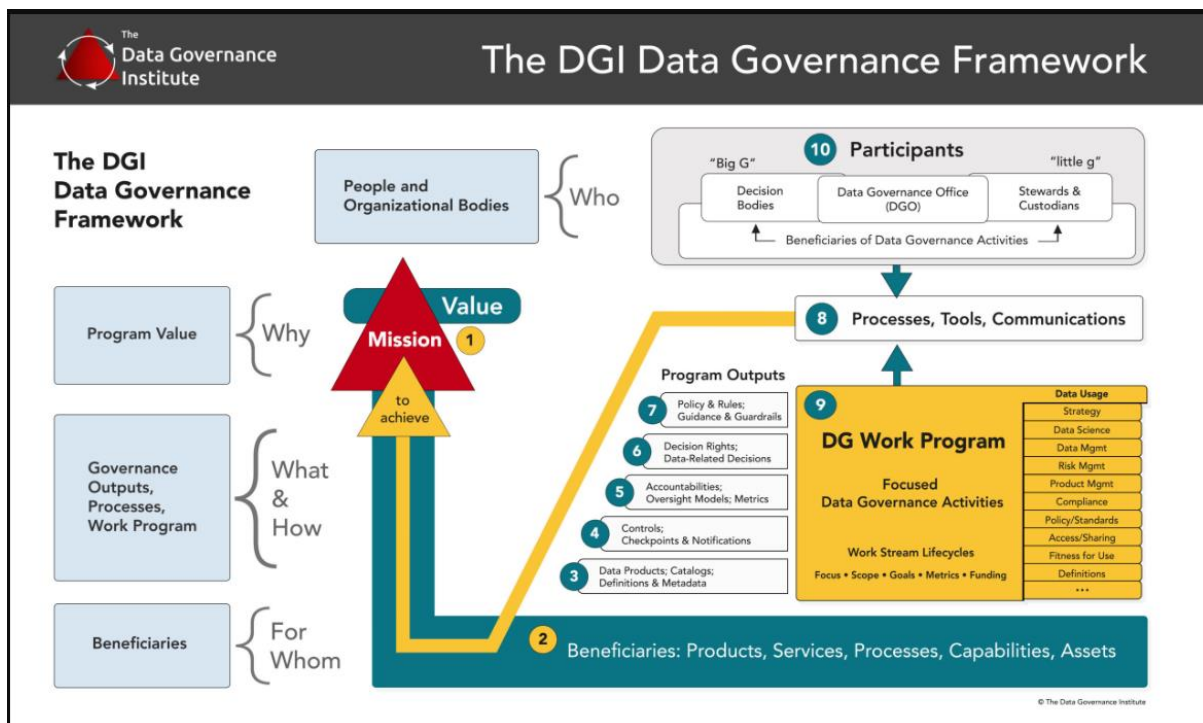 The
Data Governance
Institute
The DGI Data Governance Framework
The DGI
Data Governance
Framework
People and
Organizational Bodies
Who
10 Participants
"Big G"
"little g"
Decision
Bodies
Data Governance Office
(DGO)
Stewards &
Custodians
Beneficiaries of Data Governance Activities
Program Value
Why
Value
Mission
1
to
achieve
8 Processes, Tools, Communications
Governance
Outputs,
Processes,
Work Program
What
&
How
Program Outputs
7 Policy & Rules;
Guidance & Guardrails
6 Decision Rights;
Data-Related Decisions
5 Accountabilities;
Oversight Models; Metrics
4 Controls;
Checkpoints & Notifications
3 Data Products; Catalogs;
Definitions & Metadata
9
DG Work Program
Focused
Data Governance Activities
Work Stream Lifecycles
Focus • Scope • Goals • Metrics • Funding
Data Usage
Strategy
Data Science
Data Mgmt
Risk Mgmt
Product Mgmt
Compliance
Policy/Standards
Access/Sharing
Fitness for Use
Definitions
•••
Beneficiaries
For
Whom
2 Beneficiaries: Products, Services, Processes, Capabilities, Assets
© The Data Governance Institute